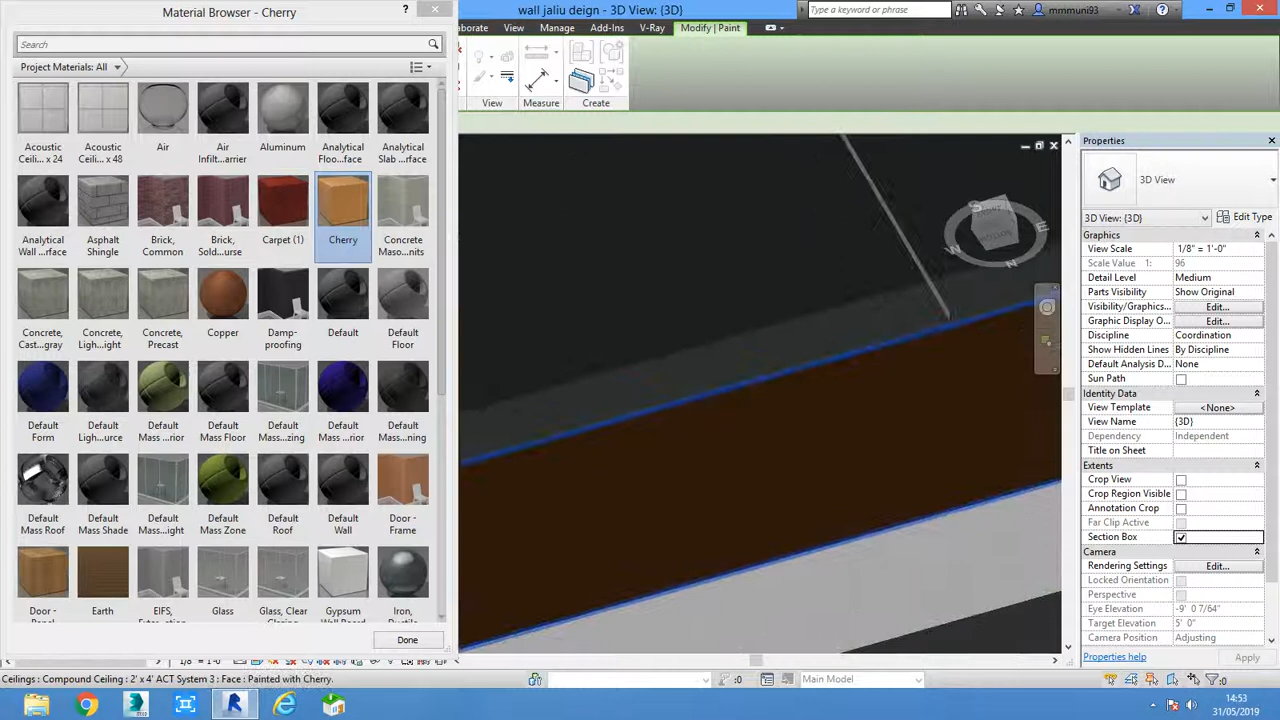 Material Browser - Cherry
?
wall jaliu deign - 3D View: {3D}
Type a keyword or phrase
mmmuni93
Search
aborate View Manage Add-Ins V-Ray Modify | Paint
Project Materials: All
View Measure Create
Acoustic Ceili... x 24
Acoustic Ceili... x 48
Air
Air Infilt...arrier
Aluminum
Analytical Floo...face
Analytical Slab ...rface
Analytical Wall ...rface
Asphalt Shingle
Brick, Common
Brick, Sold...urse
Carpet (1)
Cherry
Concrete Maso...nits
Concrete, Cast...gray
Concrete, Ligh...ight
Concrete, Precast
Copper
Damp-proofing
Default
Default Floor
Default Form
Default Ligh...urce
Default Mass ...rior
Default Mass Floor
Default Mass...zing
Default Mass ...rior
Default Mass...ning
Default Mass Roof
Default Mass Shade
Default Mass...ight
Default Mass Zone
Default Roof
Default Wall
Door - Frame
Door -
Earth
EIFS,
Glass
Glass, Clear
Gypsum
Iron,
Done
S
W
E
N
Properties
3D View
3D View: {3D}
Edit Type
Graphics
View Scale 1/8" = 1'-0"
Scale Value 1: 96
Detail Level Medium
Parts Visibility Show Original
Visibility/Graphics... Edit...
Graphic Display O... Edit...
Discipline Coordination
Show Hidden Lines By Discipline
Default Analysis D... None
Sun Path
Identity Data
View Template <None>
View Name {3D}
Dependency Independent
Title on Sheet
Extents
Crop View
Crop Region Visible
Annotation Crop
Far Clip Active
Section Box
Camera
Rendering Settings Edit...
Locked Orientation
Perspective
Eye Elevation -9' 0 7/64"
Target Elevation 5' 0"
Camera Position Adjusting
Properties help
Apply
1/8" = 1'-0"
Ceilings : Compound Ceiling : 2' x 4' ACT System 3 : Face : Painted with Cherry.
:0
Main Model
:0
14:53
31/05/2019